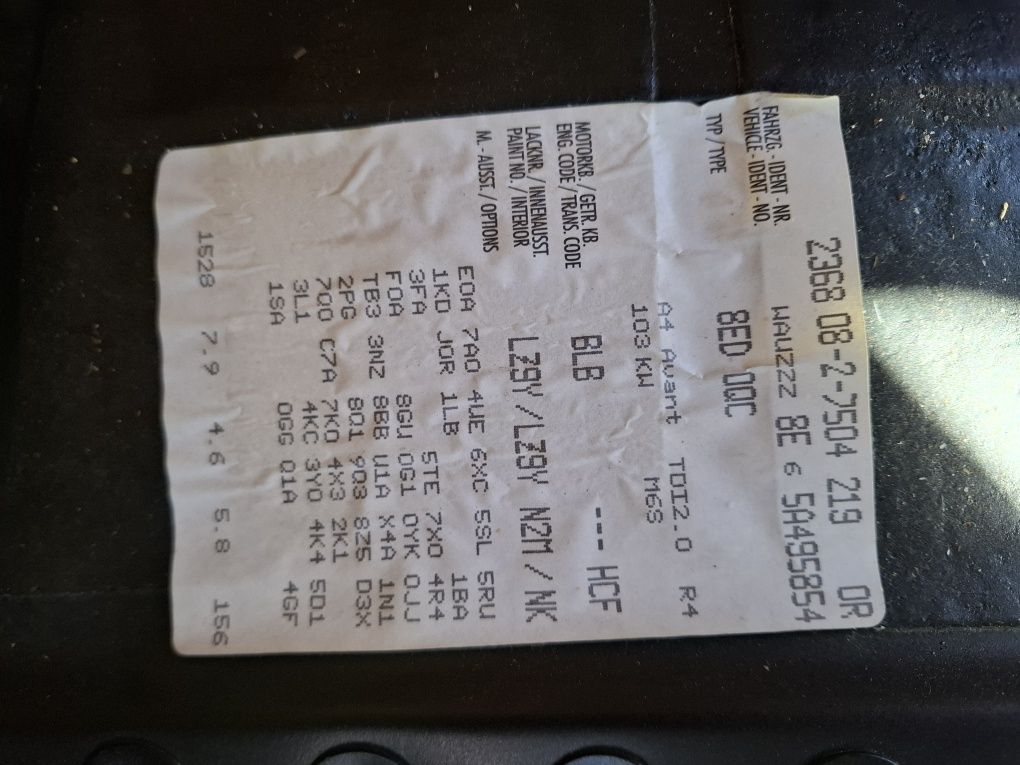 2368 08-2-7504 219 OR
FAHRZG. - IDENT - NR.
VEHICLE - IDENT - NO.
WAUZZZ 8E 6 5A495854
TYP / TYPE
8ED 0QC
A4 Avant TDI2.0 R4
103 KW M6S
MOTORKB. / GETR. KB.
ENG. CODE / TRANS. CODE
BLB --- HCF
LACKNR. / INNENAUSST.
PAINT NO. / INTERIOR
LZ9Y/LZ9Y N2M / NK
M. - AUSST. / OPTIONS
E0A 7A0 4UE 6XC 5SL 5RU
1KD J0R 1LB 1BA
3FA 5TE 7X0 4R4
F0A 8GU 0G1 0YK 0JJ
TB3 3NZ 8BB U1A X4A 1N1
2PG 8Q1 9Q3 8Z5 D3X
7Q0 C7A 7K0 4X3 2K1
3L1 4KC 3Y0 4K4 5D1
1SA 0GG Q1A 4GF
1528 7.9 4.6 5.8 156